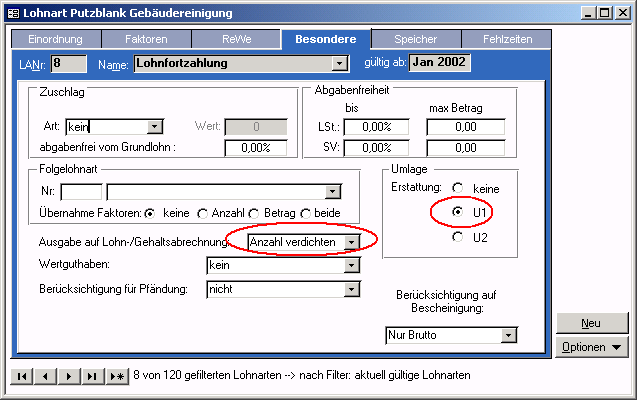 Lohnart Putzblank Gebäudereinigung
Einordnung Faktoren ReWe Besondere Speicher Fehlzeiten
LANr: 8 Name: Lohnfortzahlung gültig ab: Jan 2002
Zuschlag
Art: kein Wert: 0
abgabenfrei vom Grundlohn : 0,00%
Abgabenfreiheit
bis max Betrag
LSt.: 0,00% 0,00
SV: 0,00% 0,00
Folgelohnart
Nr:
Übernahme Faktoren: keine Anzahl Betrag beide
Umlage
Erstattung: keine
U1
U2
Ausgabe auf Lohn-/Gehaltsabrechnung: Anzahl verdichten
Wertguthaben: kein
Berücksichtigung für Pfändung: nicht
Berücksichtigung auf
Bescheinigung:
Nur Brutto
Neu
Optionen
8 von 120 gefilterten Lohnarten --> nach Filter: aktuell gültige Lohnarten